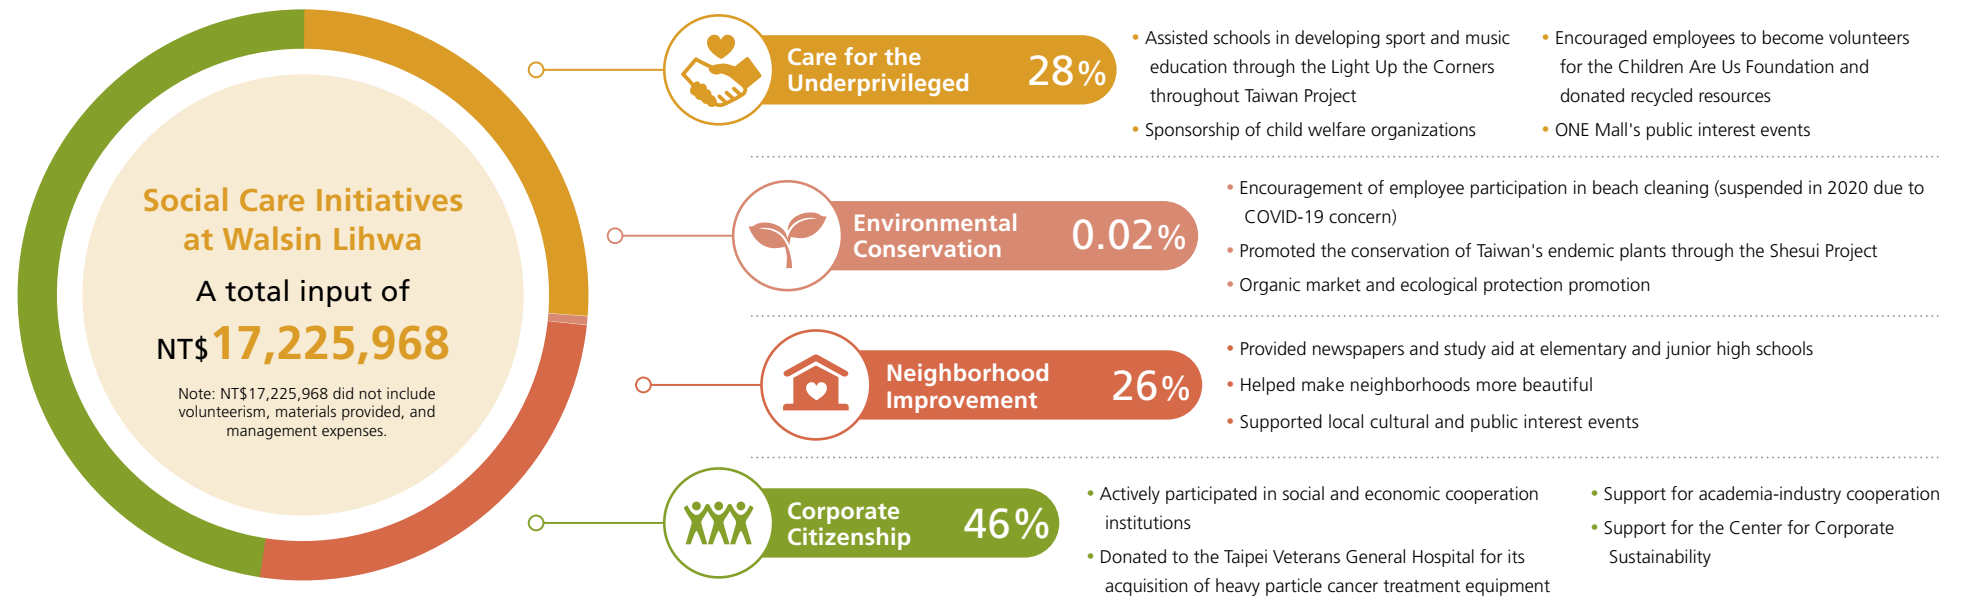 Social Care Initiatives
at Walsin Lihwa
A total input of
NT$17,225,968
Note: NT$17,225,968 did not include
volunteerism, materials provided, and
management expenses.
Care for the
Underprivileged
28%
• Assisted schools in developing sport and music
education through the Light Up the Corners
throughout Taiwan Project
• Sponsorship of child welfare organizations
• Encouraged employees to become volunteers
for the Children Are Us Foundation and
donated recycled resources
• ONE Mall's public interest events
Environmental
Conservation
0.02%
• Encouragement of employee participation in beach cleaning (suspended in 2020 due to
COVID-19 concern)
• Promoted the conservation of Taiwan's endemic plants through the Shesui Project
• Organic market and ecological protection promotion
Neighborhood
Improvement
26%
• Provided newspapers and study aid at elementary and junior high schools
• Helped make neighborhoods more beautiful
• Supported local cultural and public interest events
Corporate
Citizenship
46%
• Actively participated in social and economic cooperation
institutions
• Donated to the Taipei Veterans General Hospital for its
acquisition of heavy particle cancer treatment equipment
• Support for academia-industry cooperation
• Support for the Center for Corporate
Sustainability